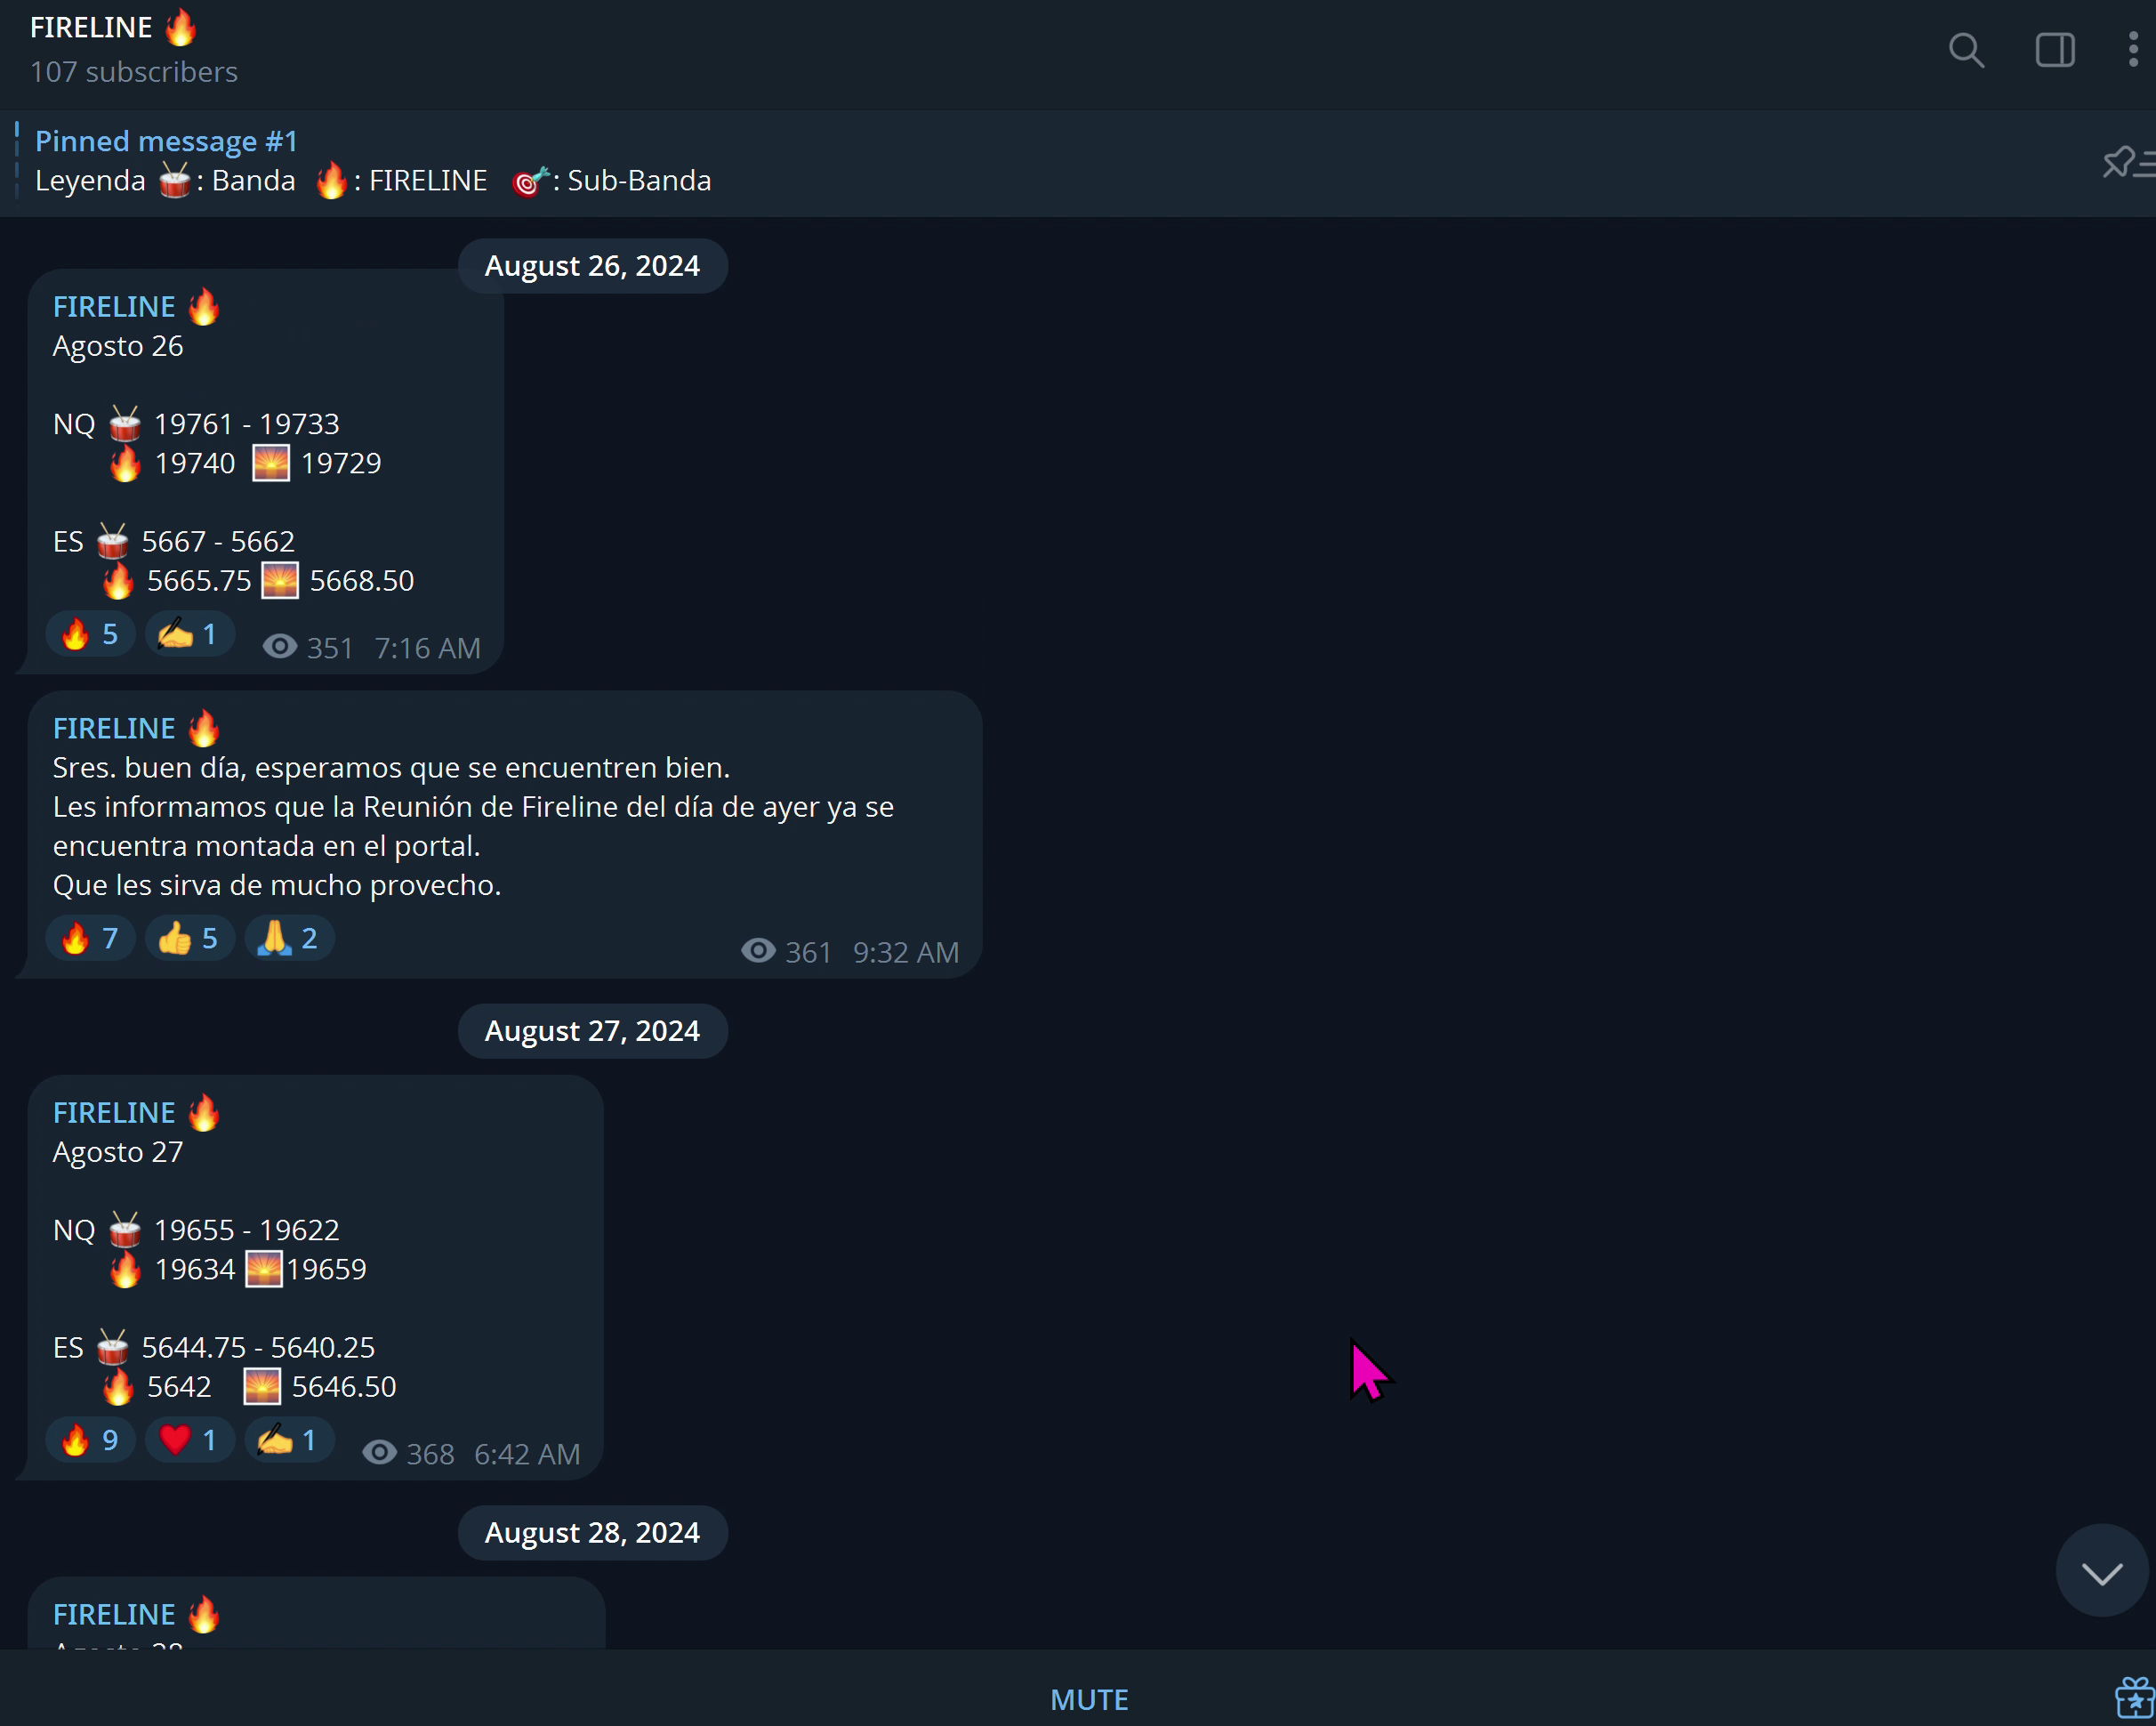 FIRELINE 🔥
107 subscribers
Pinned message #1
Leyenda 🥁: Banda 🔥: FIRELINE 🎯: Sub-Banda
August 26, 2024
FIRELINE 🔥
Agosto 26
NQ 🥁 19761 - 19733
🔥 19740 🌅 19729
ES 🥁 5667 - 5662
🔥 5665.75 🌅 5668.50
🔥 5 ✍️ 1 351 7:16 AM
FIRELINE 🔥
Sres. buen día, esperamos que se encuentren bien.
Les informamos que la Reunión de Fireline del día de ayer ya se
encuentra montada en el portal.
Que les sirva de mucho provecho.
🔥 7 👍 5 🙏 2 361 9:32 AM
August 27, 2024
FIRELINE 🔥
Agosto 27
NQ 🥁 19655 - 19622
🔥 19634 🌅19659
ES 🥁 5644.75 - 5640.25
🔥 5642 🌅 5646.50
🔥 9 ❤️ 1 ✍️ 1 368 6:42 AM
August 28, 2024
FIRELINE 🔥
Agosto 28
MUTE